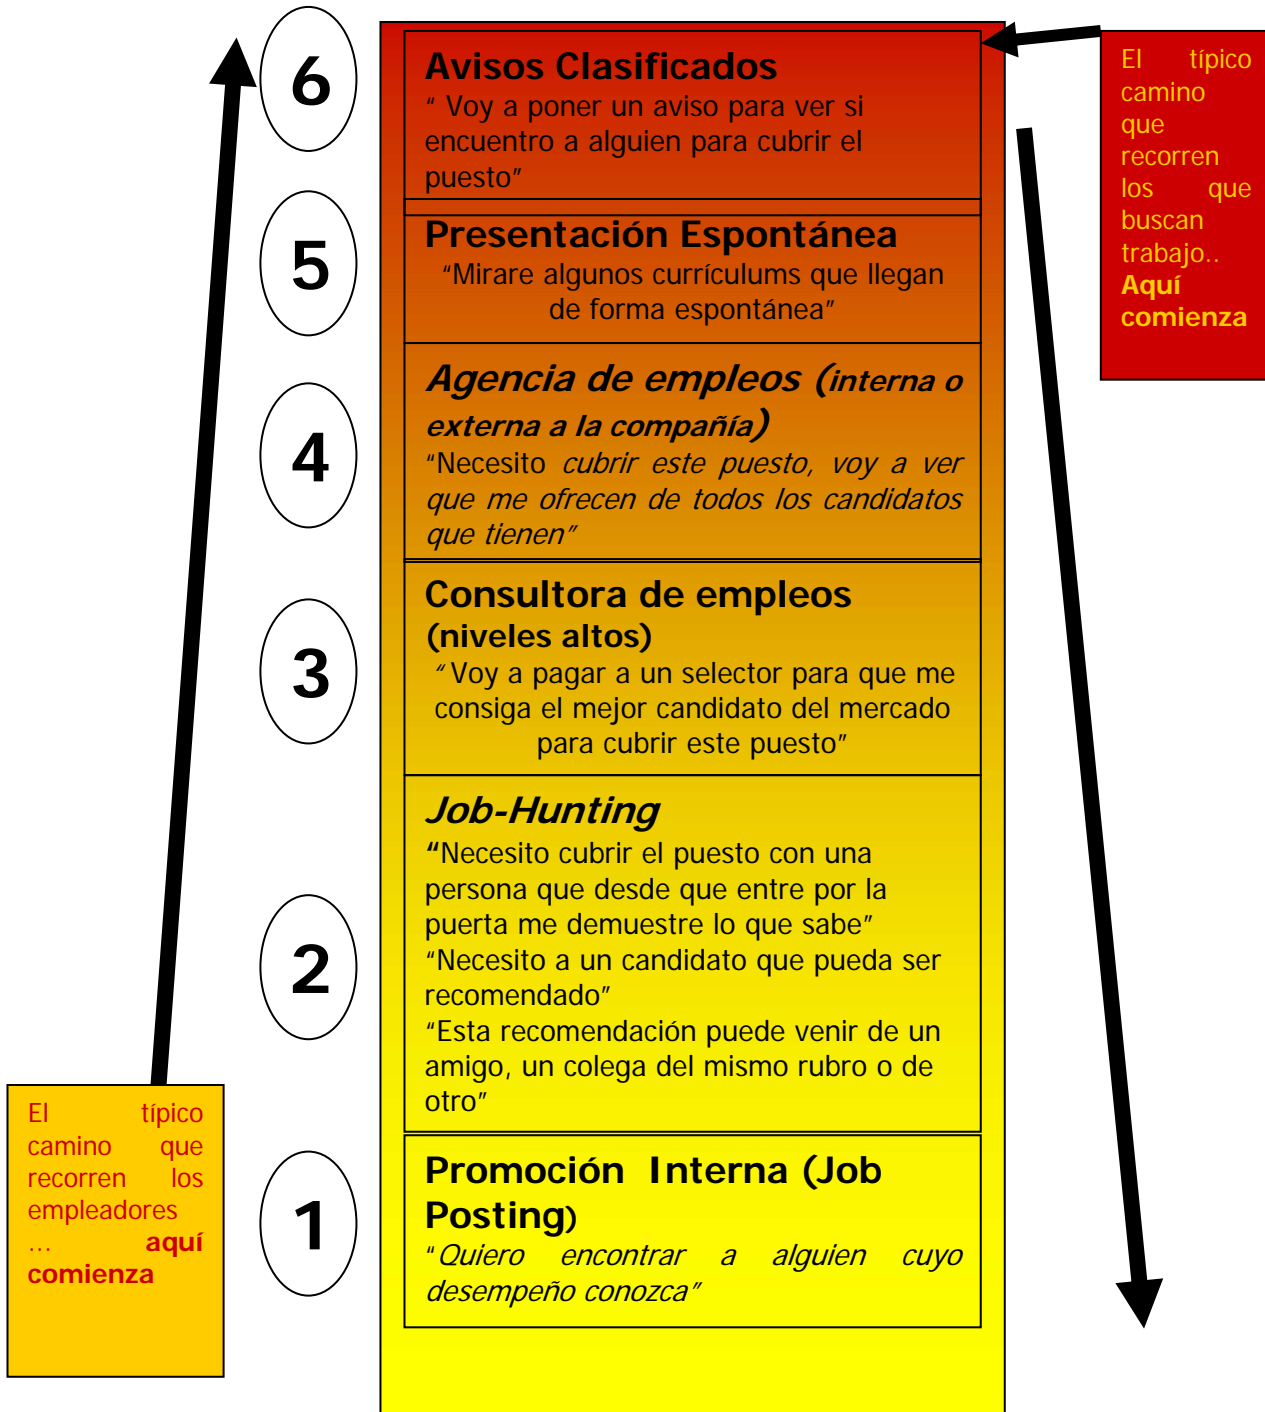 6
Avisos Clasificados
“ Voy a poner un aviso para ver si
encuentro a alguien para cubrir el
puesto”
El típico
camino
que
recorren
los que
buscan
trabajo..
Aquí
comienza
5
Presentación Espontánea
“Mirare algunos currículums que llegan
de forma espontánea”
4
Agencia de empleos (interna o
externa a la compañía)
“Necesito cubrir este puesto, voy a ver
que me ofrecen de todos los candidatos
que tienen”
3
Consultora de empleos
(niveles altos)
“Voy a pagar a un selector para que me
consiga el mejor candidato del mercado
para cubrir este puesto”
2
Job-Hunting
“Necesito cubrir el puesto con una
persona que desde que entre por la
puerta me demuestre lo que sabe”
“Necesito a un candidato que pueda ser
recomendado”
“Esta recomendación puede venir de un
amigo, un colega del mismo rubro o de
otro”
El típico
camino que
recorren los
empleadores
... aquí
comienza
1
Promoción Interna (Job
Posting)
“Quiero encontrar a alguien cuyo
desempeño conozca”